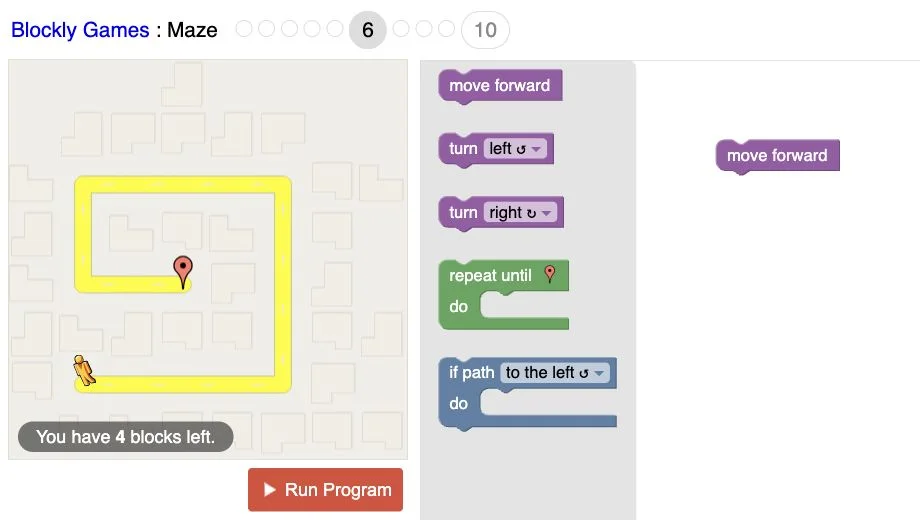 Blockly Games : Maze 6 10
move forward
turn left ↺
turn right ↻
repeat until
do
if path to the left ↺
do
move forward
You have 4 blocks left.
Run Program